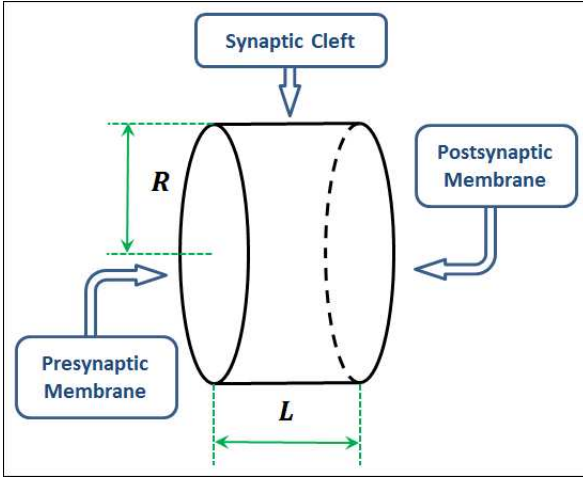 Synaptic Cleft
Postsynaptic
Membrane
R
Presynaptic
Membrane
L